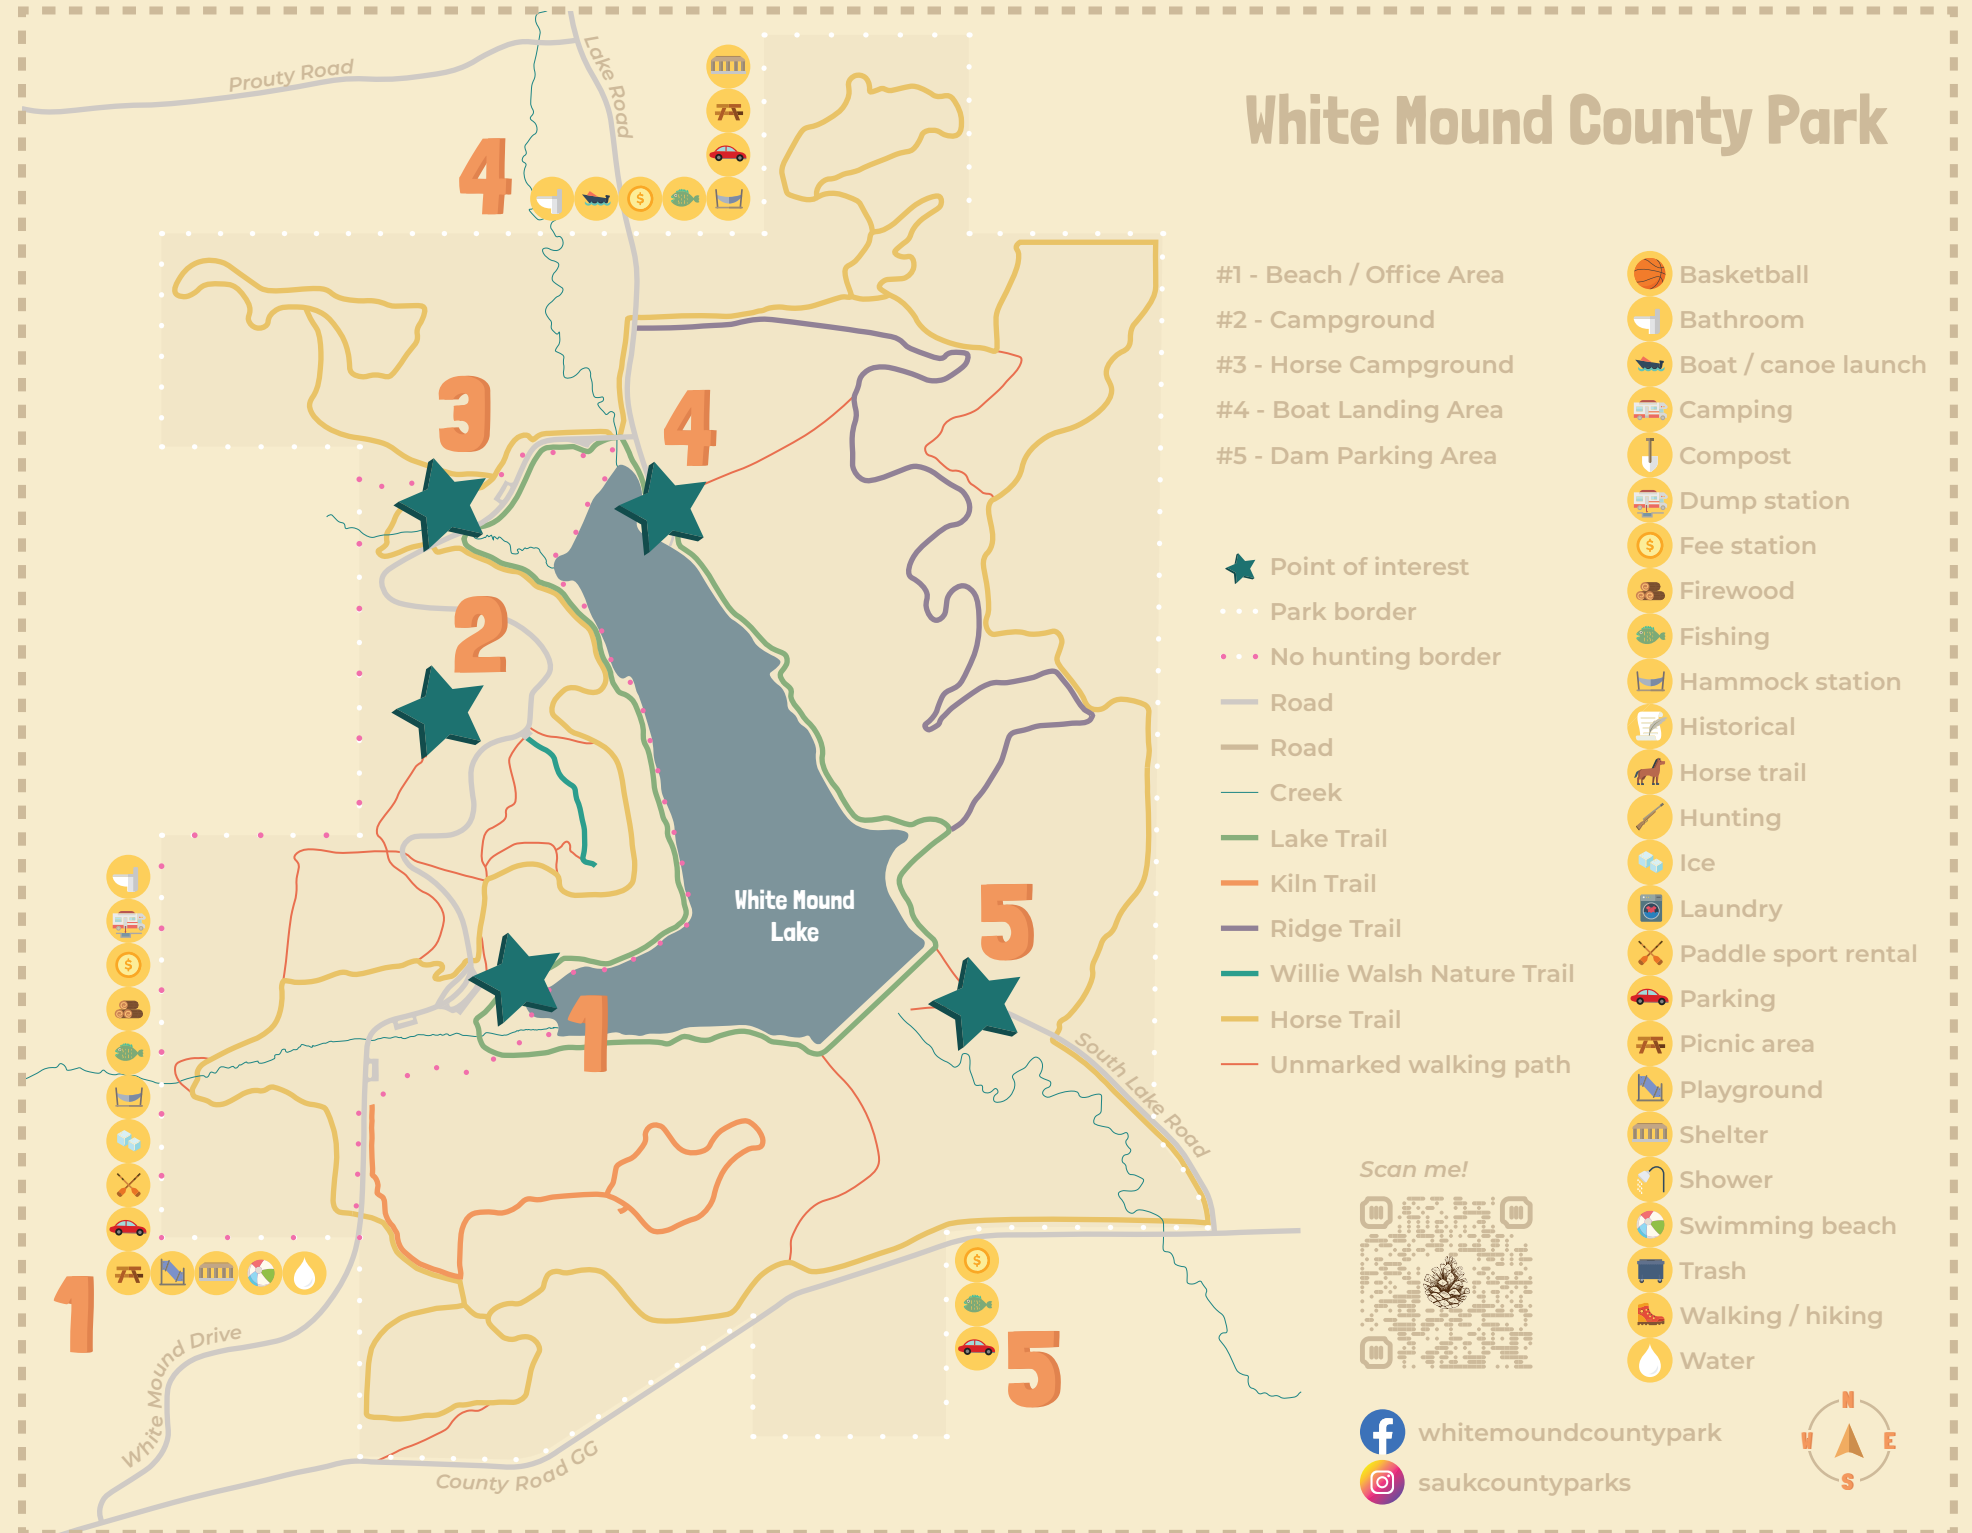 White Mound County Park
Prouty Road
Lake Road
4
3
4
2
1
5
1
5
White Mound
Lake
South Lake Road
White Mound Drive
County Road GG
#1 - Beach / Office Area
#2 - Campground
#3 - Horse Campground
#4 - Boat Landing Area
#5 - Dam Parking Area
Point of interest
Park border
No hunting border
Road
Road
Creek
Lake Trail
Kiln Trail
Ridge Trail
Willie Walsh Nature Trail
Horse Trail
Unmarked walking path
Basketball
Bathroom
Boat / canoe launch
Camping
Compost
Dump station
Fee station
Firewood
Fishing
Hammock station
Historical
Horse trail
Hunting
Ice
Laundry
Paddle sport rental
Parking
Picnic area
Playground
Shelter
Shower
Swimming beach
Trash
Walking / hiking
Water
Scan me!
whitemoundcountypark
saukcountyparks
N
W E
S